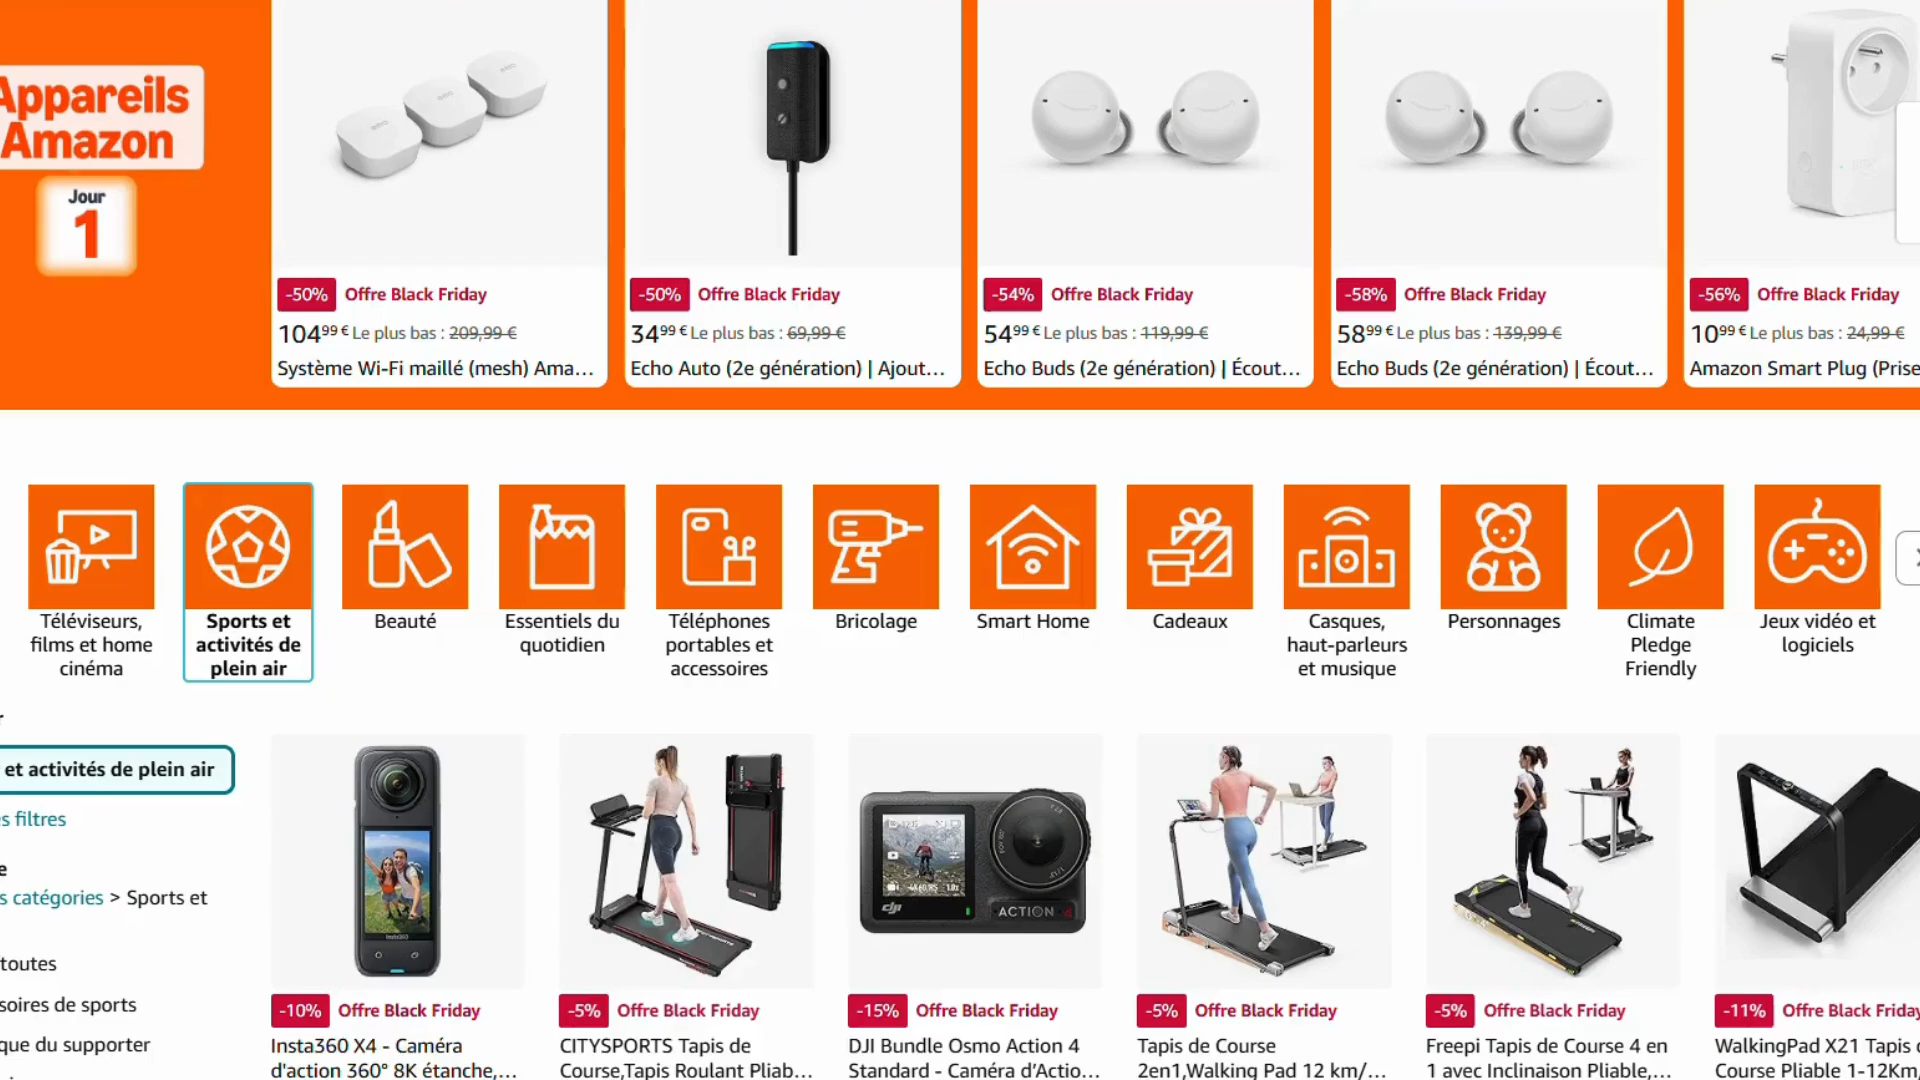 Appareils
Amazon
Jour
1
-50% Offre Black Friday
104⁹⁹ € Le plus bas : 209,99 €
Système Wi-Fi maillé (mesh) Ama...
-50% Offre Black Friday
34⁹⁹ € Le plus bas : 69,99 €
Echo Auto (2e génération) | Ajout...
-54% Offre Black Friday
54⁹⁹ € Le plus bas : 119,99 €
Echo Buds (2e génération) | Écout...
-58% Offre Black Friday
58⁹⁹ € Le plus bas : 139,99 €
Echo Buds (2e génération) | Écout...
-56% Offre Black Friday
10⁹⁹ € Le plus bas : 24,99 €
Amazon Smart Plug (Prise
Téléviseurs,
films et home
cinéma
Sports et
activités de
plein air
Beauté
Essentiels du
quotidien
Téléphones
portables et
accessoires
Bricolage
Smart Home
Cadeaux
Casques,
haut-parleurs
et musique
Personnages
Climate
Pledge
Friendly
Jeux vidéo et
logiciels
r
et activités de plein air
s filtres
e
s catégories > Sports et
toutes
soires de sports
que du supporter
Insta360
-10% Offre Black Friday
Insta360 X4 - Caméra
d'action 360° 8K étanche,...
-5% Offre Black Friday
CITYSPORTS Tapis de
Course,Tapis Roulant Pliab...
dji
ACTION 4
-15% Offre Black Friday
DJI Bundle Osmo Action 4
Standard - Caméra d’Actio...
-5% Offre Black Friday
Tapis de Course
2en1,Walking Pad 12 km/...
-5% Offre Black Friday
Freepi Tapis de Course 4 en
1 avec Inclinaison Pliable,...
-11% Offre Black Friday
WalkingPad X21 Tapis
Course Pliable 1-12Km